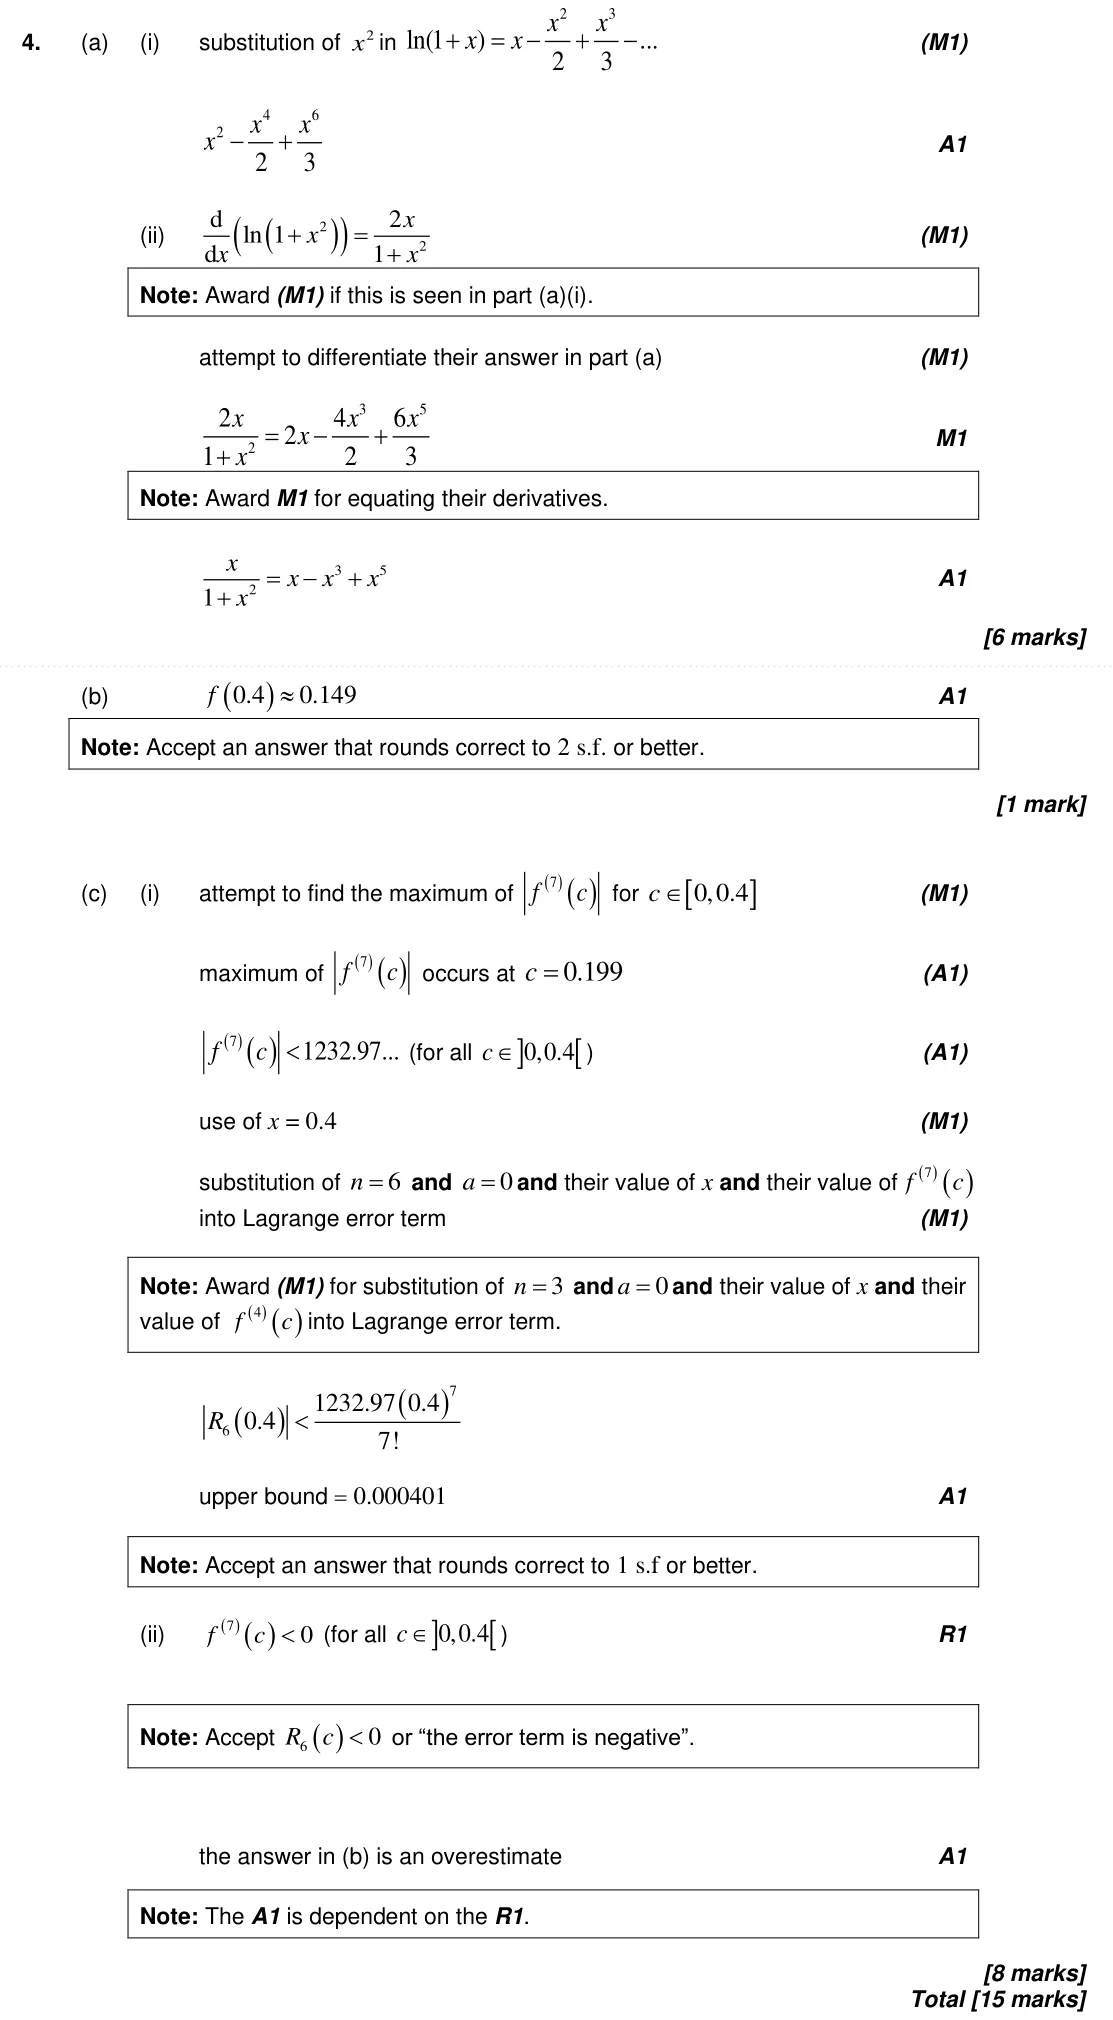 4. (a) (i) substitution of x² in ln(1+x) = x − x²/2 + x³/3 − ... (M1)
x² − x⁴/2 + x⁶/3 A1
(ii) d/dx (ln(1+x²)) = 2x/(1+x²) (M1)
Note: Award (M1) if this is seen in part (a)(i).
attempt to differentiate their answer in part (a) (M1)
2x/(1+x²) = 2x − 4x³/2 + 6x⁵/3 M1
Note: Award M1 for equating their derivatives.
x/(1+x²) = x − x³ + x⁵ A1
[6 marks]
(b) f(0.4) ≈ 0.149 A1
Note: Accept an answer that rounds correct to 2 s.f. or better.
[1 mark]
(c) (i) attempt to find the maximum of |f⁽⁷⁾(c)| for c ∈ [0, 0.4] (M1)
maximum of |f⁽⁷⁾(c)| occurs at c = 0.199 (A1)
|f⁽⁷⁾(c)| < 1232.97... (for all c ∈ ]0, 0.4[ ) (A1)
use of x = 0.4 (M1)
substitution of n = 6 and a = 0 and their value of x and their value of f⁽⁷⁾(c)
into Lagrange error term (M1)
Note: Award (M1) for substitution of n = 3 and a = 0 and their value of x and their
value of f⁽⁴⁾(c) into Lagrange error term.
|R₆(0.4)| < 1232.97(0.4)⁷/7!
upper bound = 0.000401 A1
Note: Accept an answer that rounds correct to 1 s.f or better.
(ii) f⁽⁷⁾(c) < 0 (for all c ∈ ]0, 0.4[ ) R1
Note: Accept R₆(c) < 0 or “the error term is negative”.
the answer in (b) is an overestimate A1
Note: The A1 is dependent on the R1.
[8 marks]
Total [15 marks]